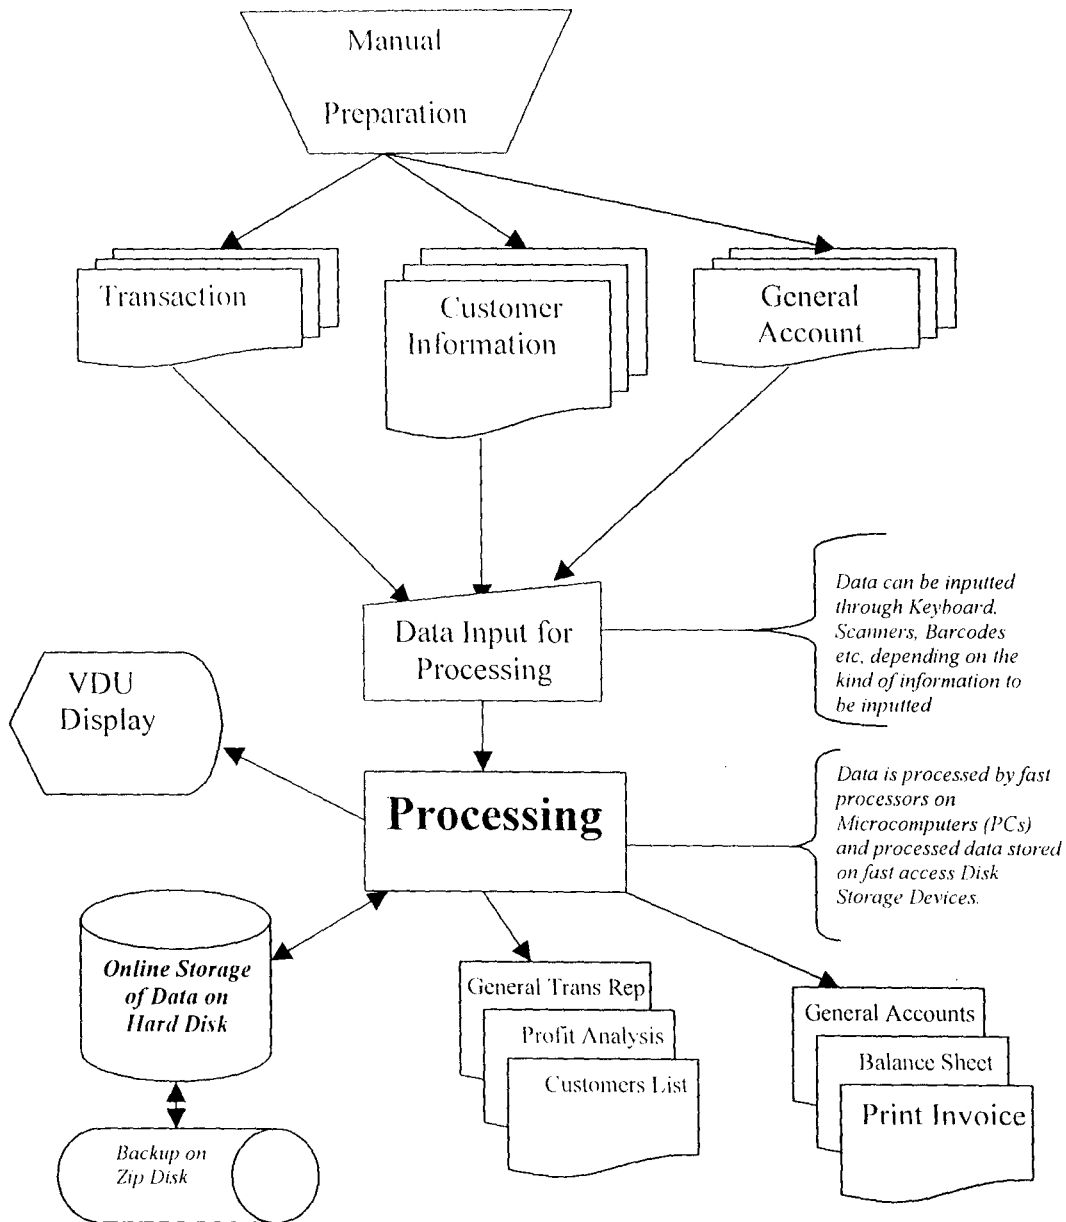 Manual
Preparation
Transaction
Customer
Information
General
Account
Data Input for
Processing
Data can be inputted
through Keyboard,
Scanners, Barcodes
etc, depending on the
kind of information to
be inputted
VDU
Display
Processing
Data is processed by fast
processors on
Microcomputers (PCs)
and processed data stored
on fast access Disk
Storage Devices.
Online Storage
of Data on
Hard Disk
General Trans Rep
Profit Analysis
Customers List
General Accounts
Balance Sheet
Print Invoice
Backup on
Zip Disk